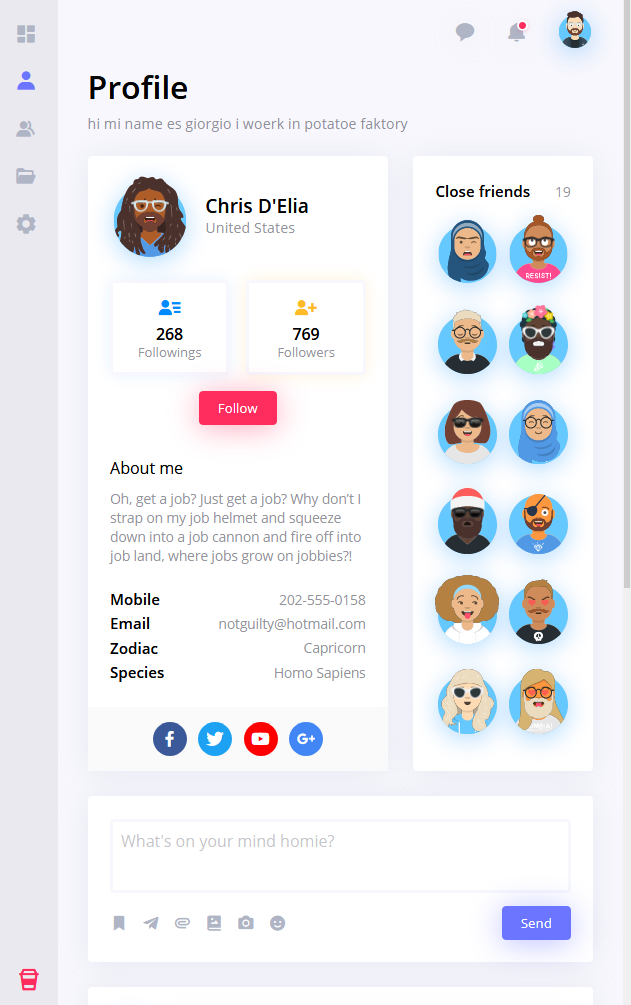 Profile
hi mi name es giorgio i woerk in potatoe faktory
Chris D'Elia
United States
268
Followings
769
Followers
Follow
About me
Oh, get a job? Just get a job? Why don't I
strap on my job helmet and squeeze
down into a job cannon and fire off into
job land, where jobs grow on jobbies?!
Mobile 202-555-0158
Email notguilty@hotmail.com
Zodiac Capricorn
Species Homo Sapiens
Close friends 19
RESIST!
What's on your mind homie?
Send